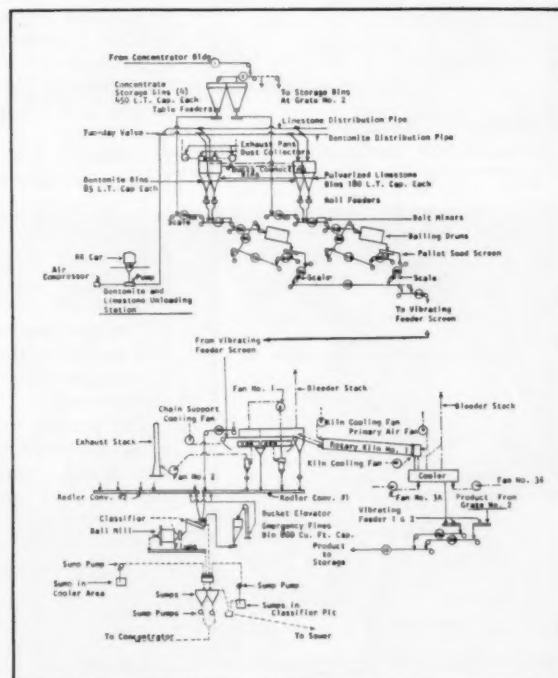 From Concentrator Bldg
Concentrate
Storage Bins (4)
450 L.T. Cap. Each
Table Feeders
To Storage Bins
At Grate No. 2
Limestone Distribution Pipe
Two-Way Valve
Bentonite Distribution Pipe
Exhaust Fans
Dust Collectors
Bentonite Bins
85 L.T. Cap Each
Pulverized Limestone
Bins 180 L.T. Cap. Each
Roll Feeders
Belt Mixers
Scale
Balling Drums
RR Car
Air
Compressor
Pump
Pellet Seed Screen
Scale
Scale
Bentonite and
Limestone Unloading
Station
To Vibrating
Feeder Screen
From Vibrating
Feeder Screen
Fan No. 1
Bleeder Stack
Bleeder Stack
Chain Support
Cooling Fan
Kiln Cooling Fan
Primary Air Fan
Exhaust Stack
Rotary Kiln No. 1
Kiln Cooling Fan
Cooler
Fan No. 2
Fan No. 3B
Redler Conv. #2
Redler Conv. #1
Fan No. 3A
Product From
Grate No. 2
Vibrating
Feeder 1 & 2
Bucket Elevator
Classifier
Emergency Fines
Bin 800 Cu. Ft. Cap.
Ball Mill
Product
to
Storage
Sump Pump
Sump in
Cooler Area
Sump Pump
Sumps
Sumps in
Classifier Pit
Sump Pumps
To Concentrator
To Sewer